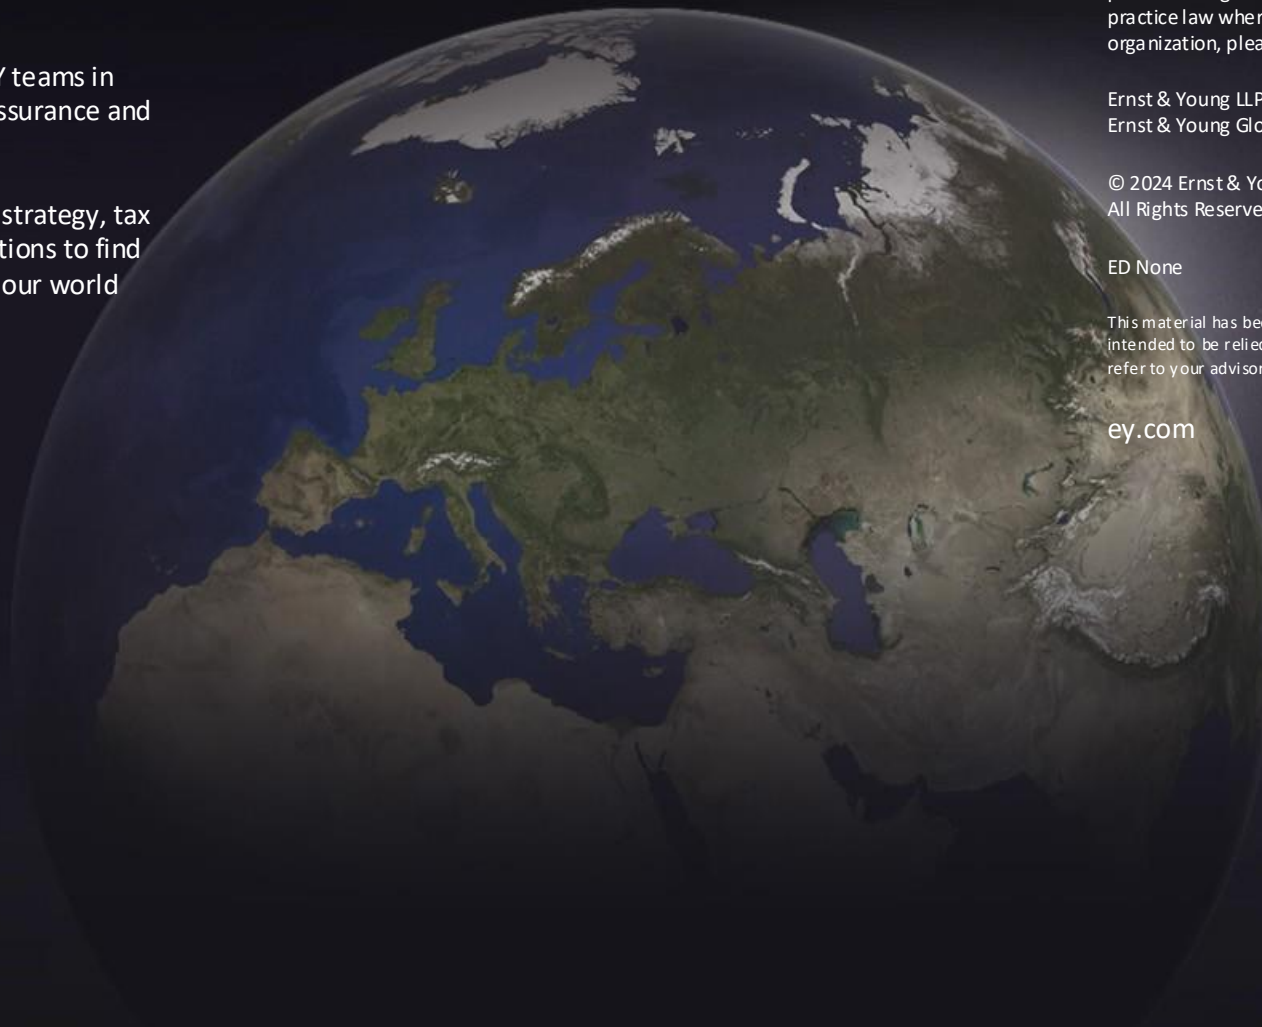 Y teams in
ssurance and
strategy, tax
tions to find
our world
practice law wher
organization, plea
Ernst & Young LLP
Ernst & Young Glo
© 2024 Ernst & Yo
All Rights Reserve
ED None
This material has bee
intended to be relied
refer to your advisor
ey.com